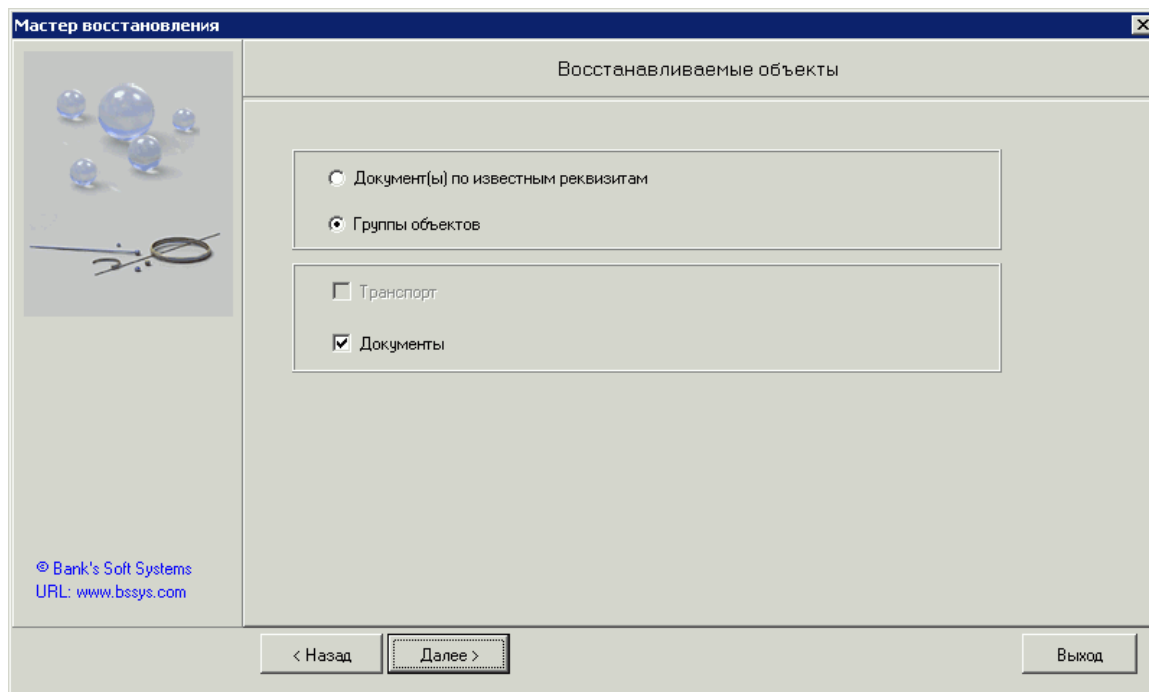 Мастер восстановления
Восстанавливаемые объекты
Документ(ы) по известным реквизитам
Группы объектов
Транспорт
Документы
© Bank's Soft Systems
URL: www.bssys.com
< Назад Далее > Выход